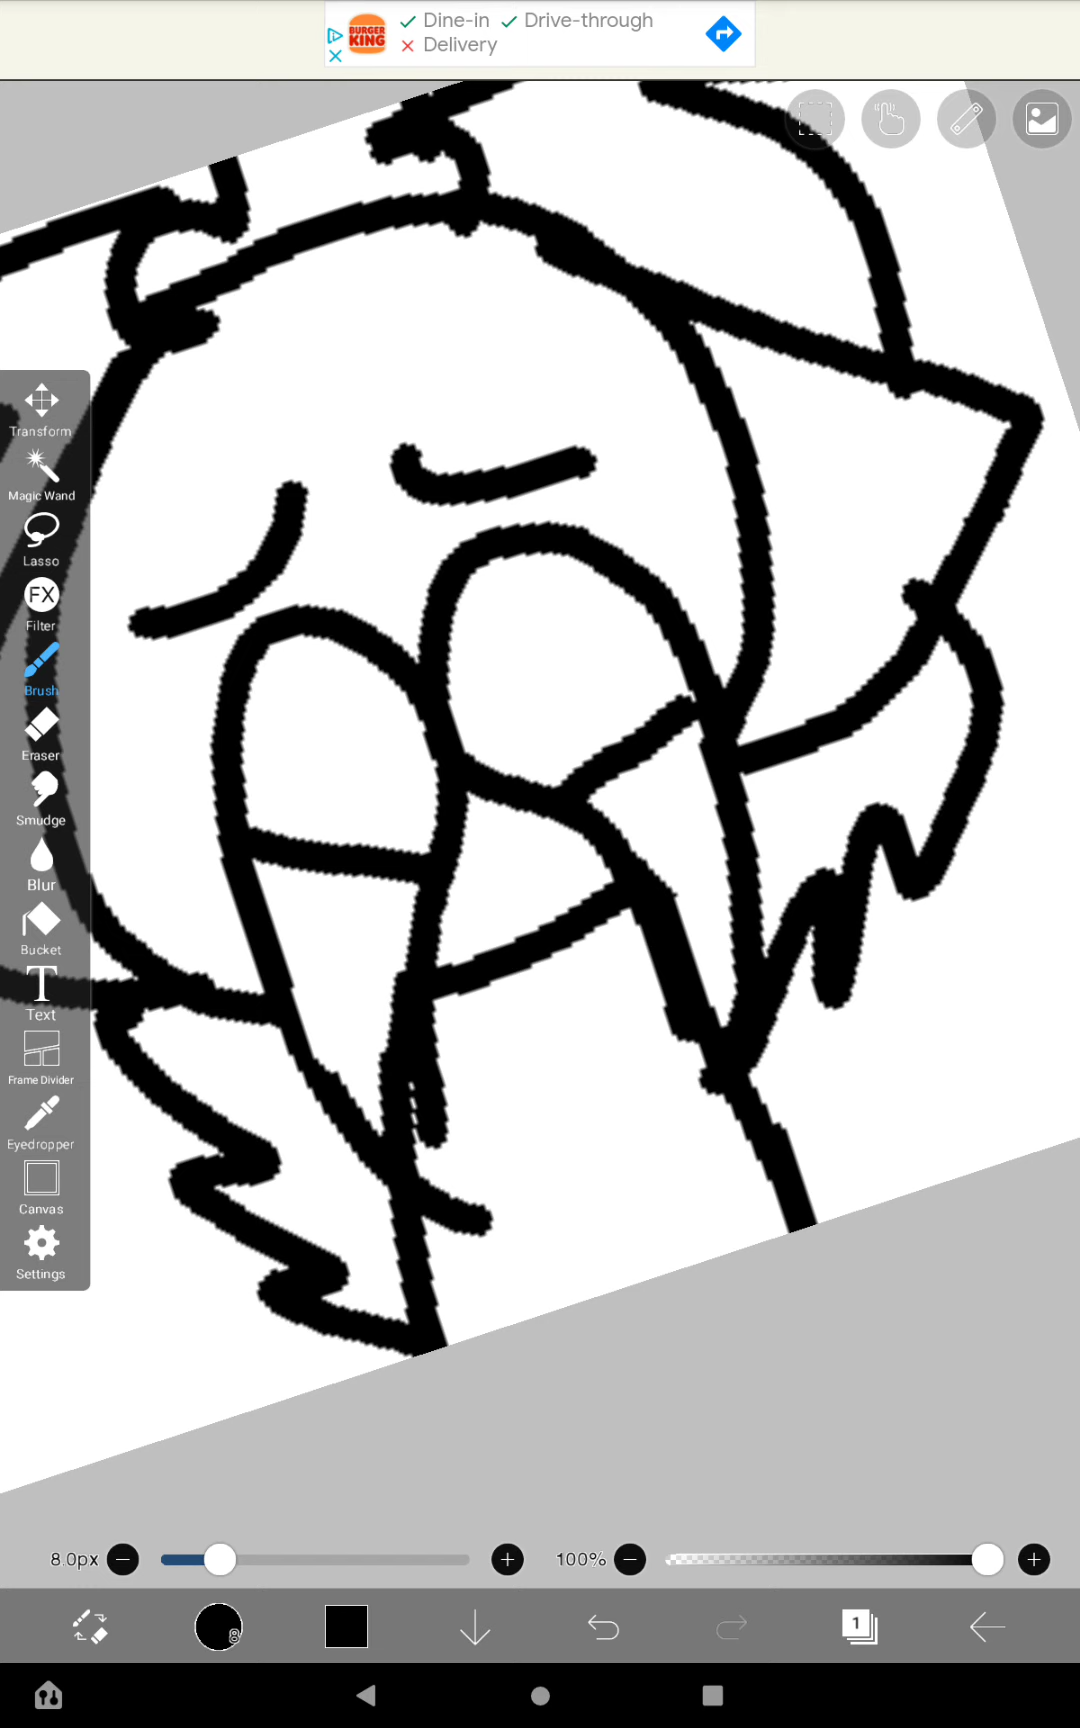 Dine-in Drive-through
BURGER KING Delivery
Transform
Magic Wand
Lasso
FX
Filter
Brush
Eraser
Smudge
Blur
Bucket
T
Text
Frame Divider
Eyedropper
Canvas
Settings
8.0px 100%
8 1